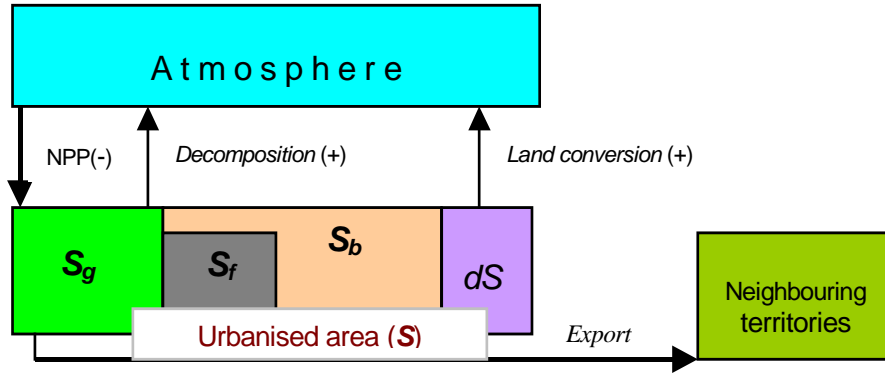 Atmosphere
NPP(-)
Decomposition (+)
Land conversion (+)
Sg
Sf
Sb
dS
Neighbouring
territories
Urbanised area (S)
Export